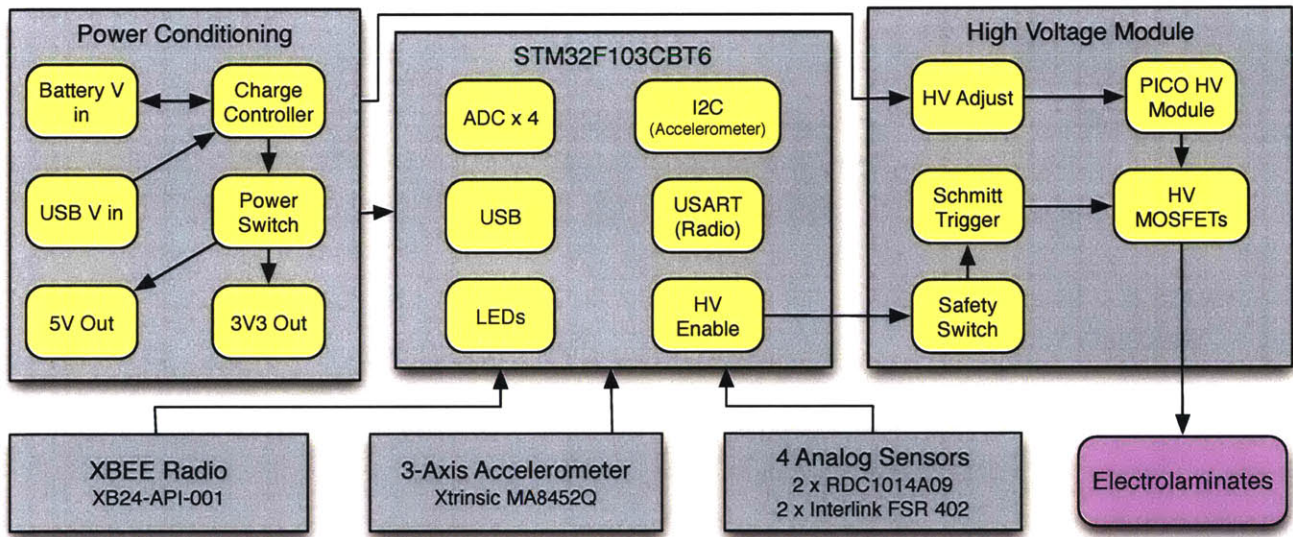 Power Conditioning
Battery V
in
Charge
Controller
USB V in
Power
Switch
5V Out
3V3 Out
STM32F103CBT6
ADC x 4
I2C
(Accelerometer)
USB
USART
(Radio)
LEDs
HV
Enable
High Voltage Module
HV Adjust
PICO HV
Module
Schmitt
Trigger
HV
MOSFETs
Safety
Switch
XBEE Radio
XB24-API-001
3-Axis Accelerometer
Xtrinsic MA8452Q
4 Analog Sensors
2 x RDC1014A09
2 x Interlink FSR 402
Electrolaminates